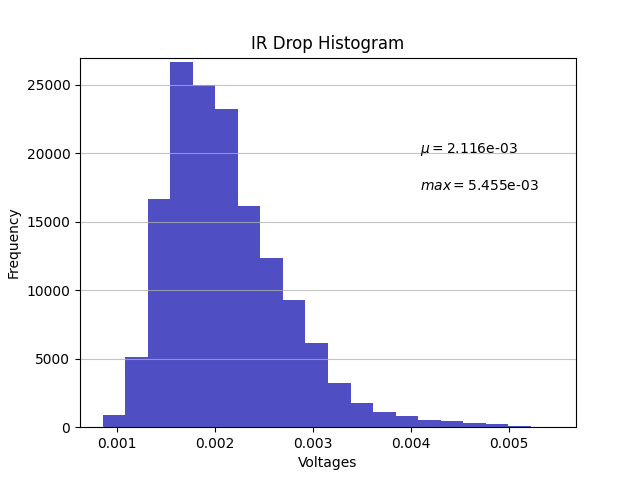 IR Drop Histogram
25000
20000
15000
10000
5000
0
Frequency
μ = 2.116e-03
max = 5.455e-03
0.001 0.002 0.003 0.004 0.005
Voltages